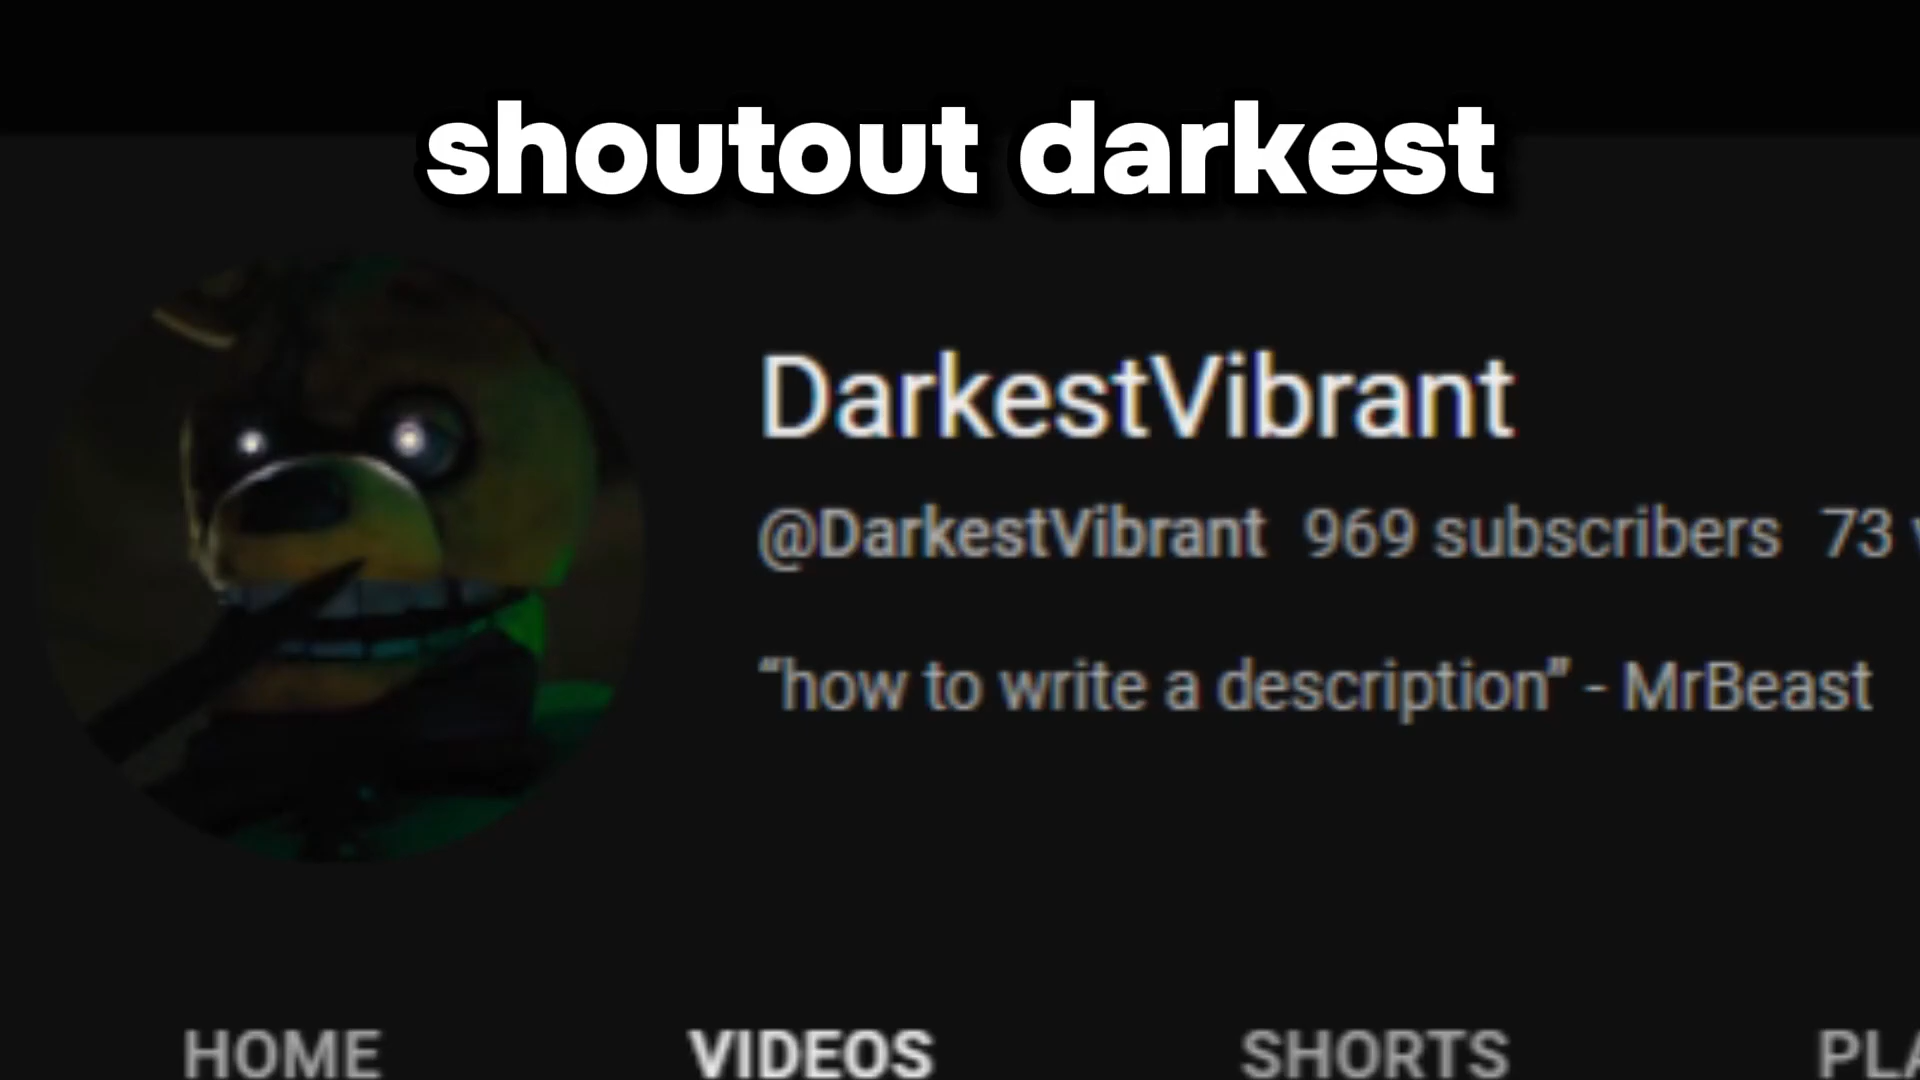 shoutout darkest
DarkestVibrant
@DarkestVibrant 969 subscribers 73
“how to write a description” - MrBeast
HOME VIDEOS SHORTS